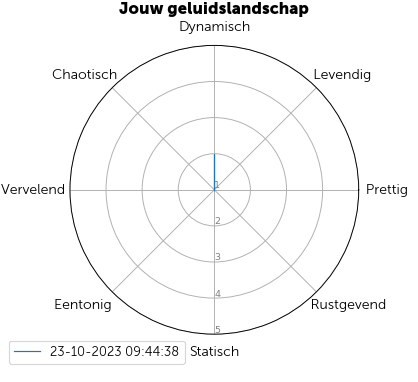 Jouw geluidslandschap
Dynamisch
Chaotisch
Levendig
Vervelend
1
Prettig
2
3
4
Eentonig
Rustgevend
5
23-10-2023 09:44:38
Statisch